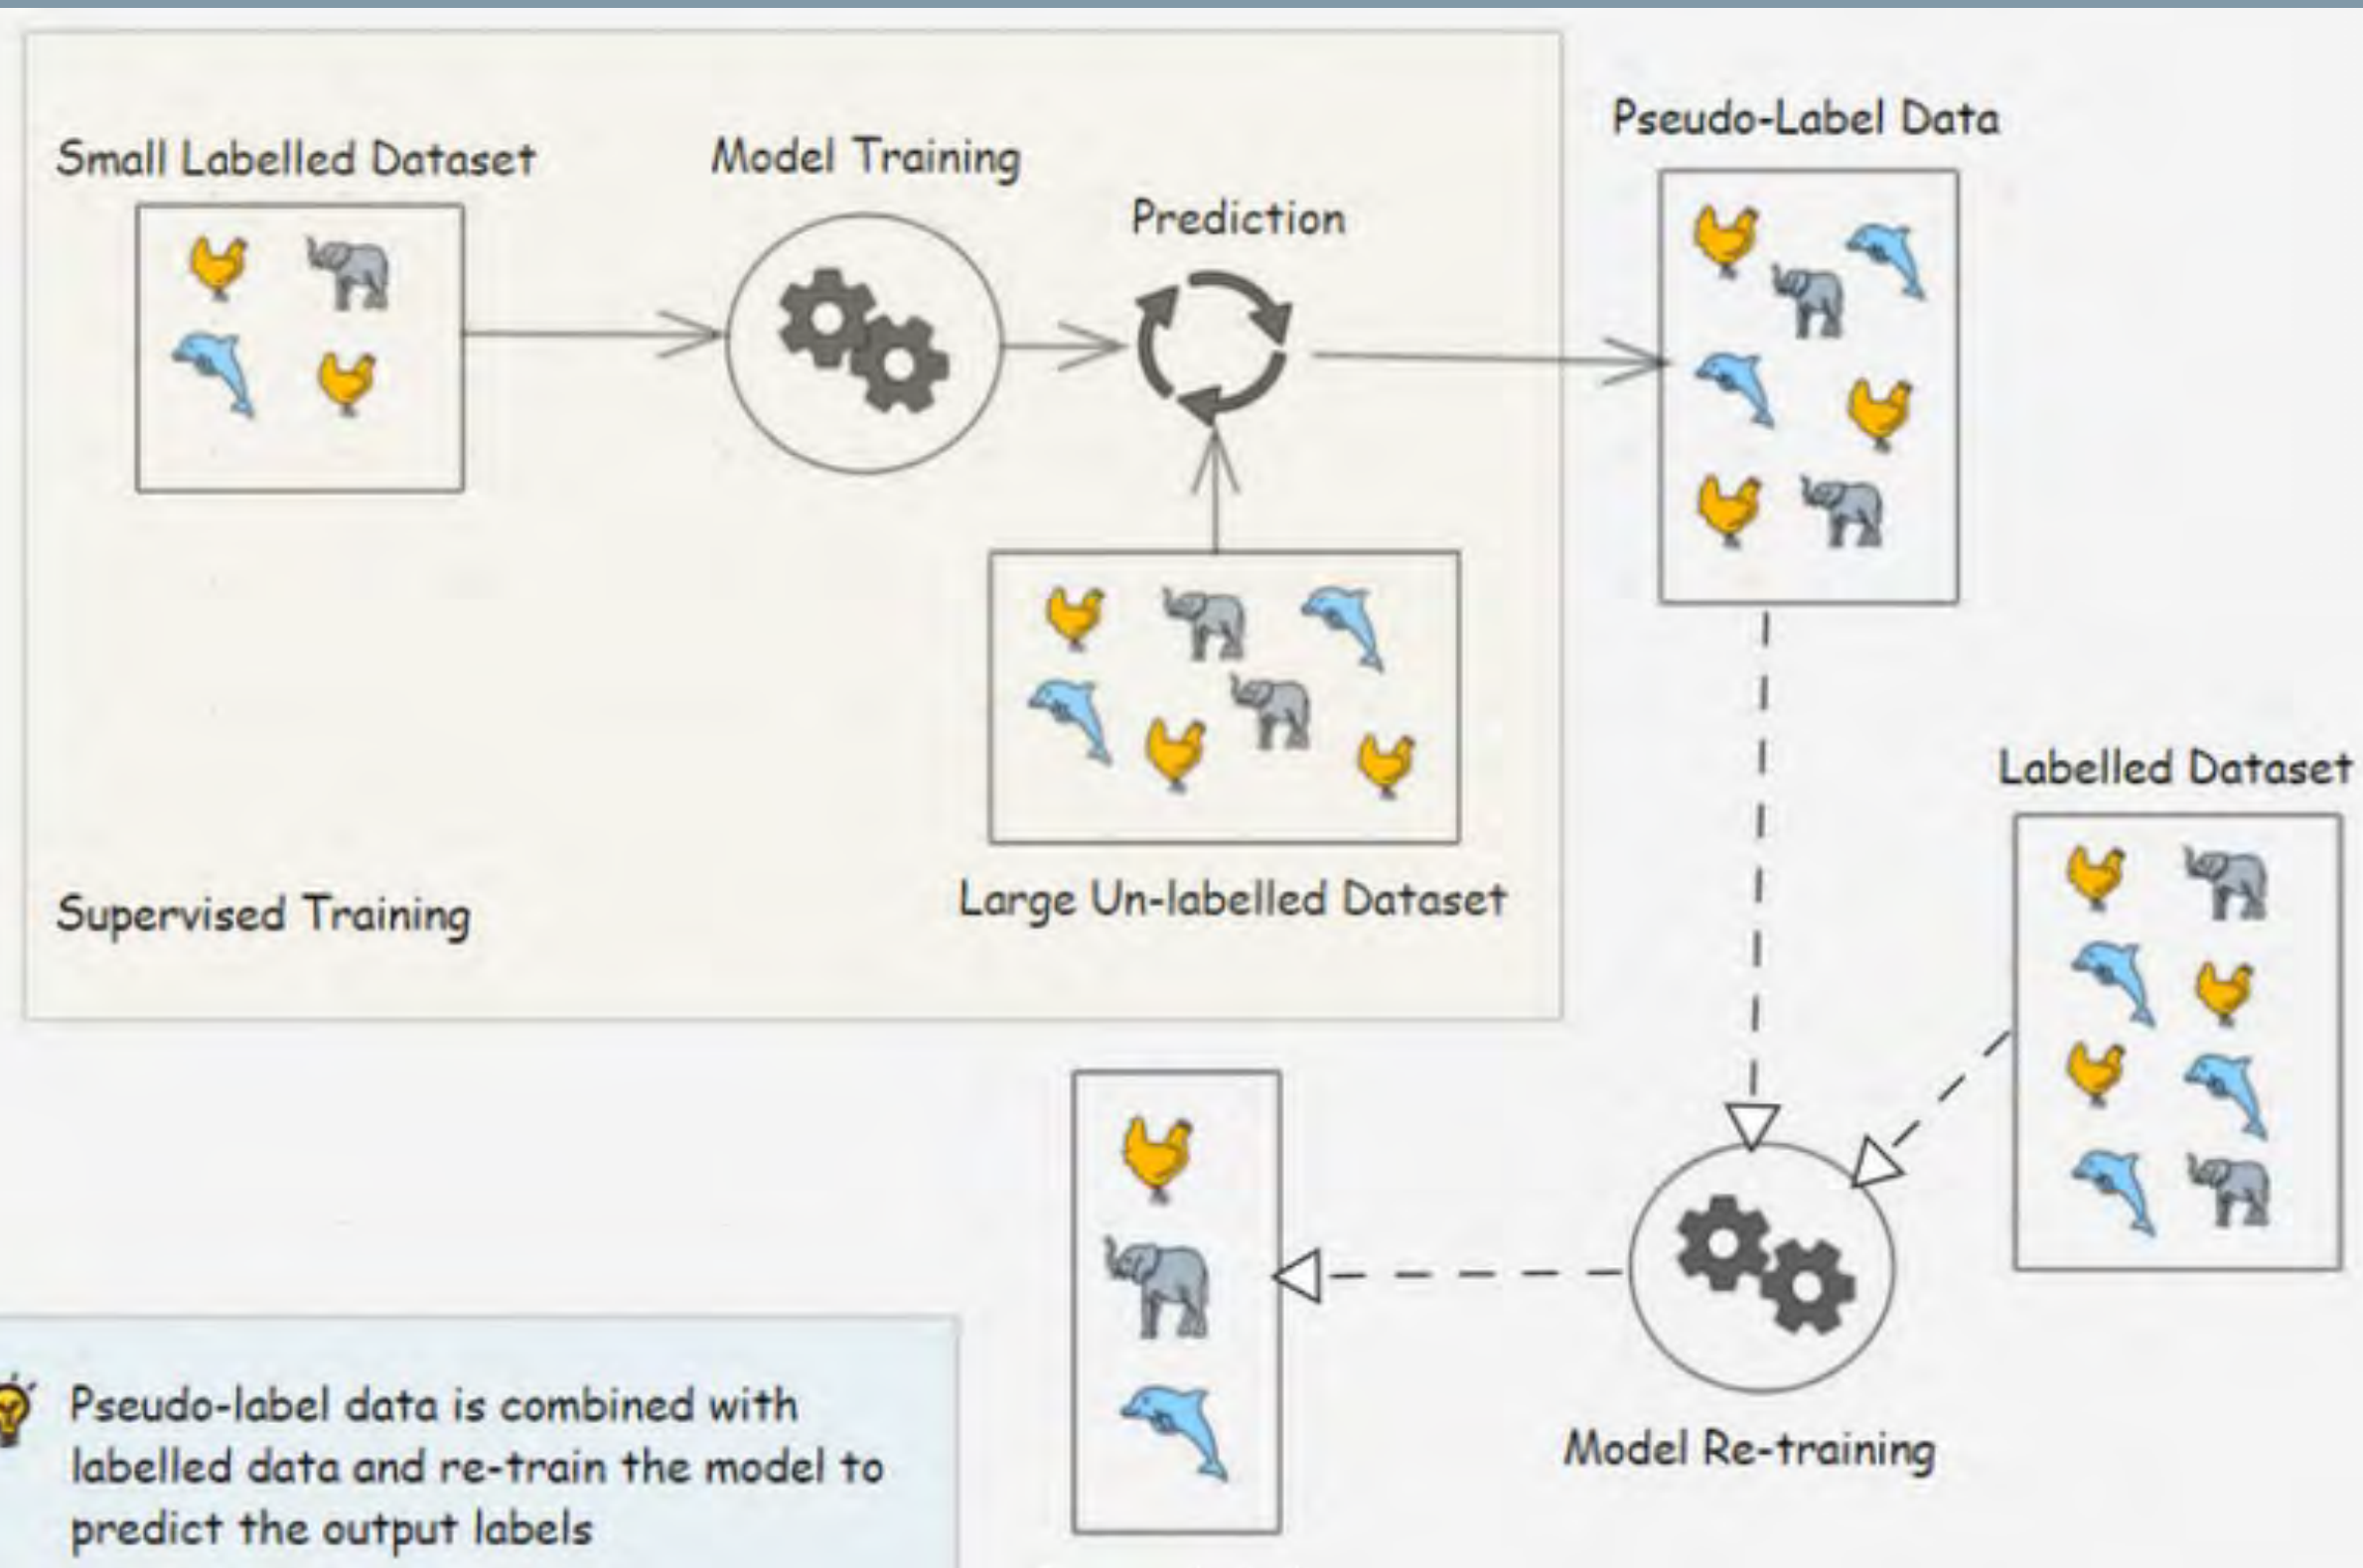 Small Labelled Dataset
Model Training
Prediction
Pseudo-Label Data
Large Un-labelled Dataset
Supervised Training
Labelled Dataset
Model Re-training
Pseudo-label data is combined with
labelled data and re-train the model to
predict the output labels